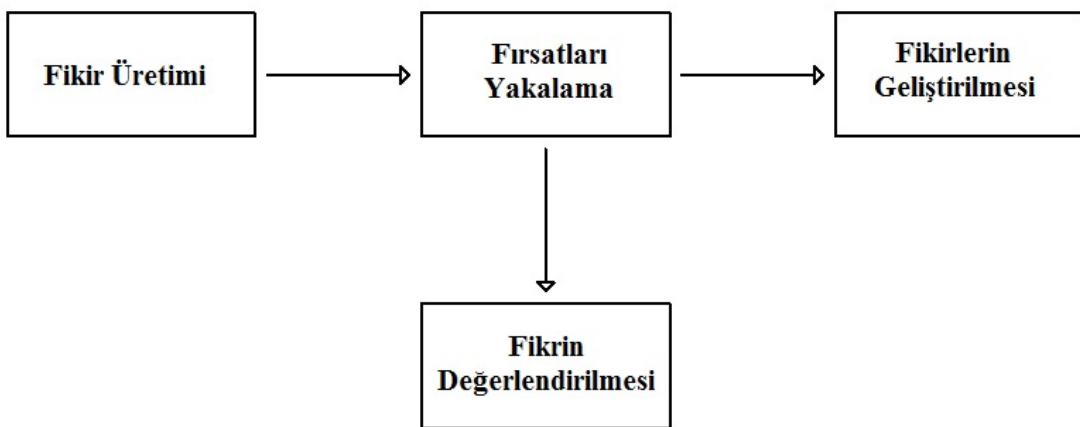 Fikir Üretimi
Fırsatları
Yakalama
Fikirlerin
Geliştirilmesi
Fikrin
Değerlendirilmesi